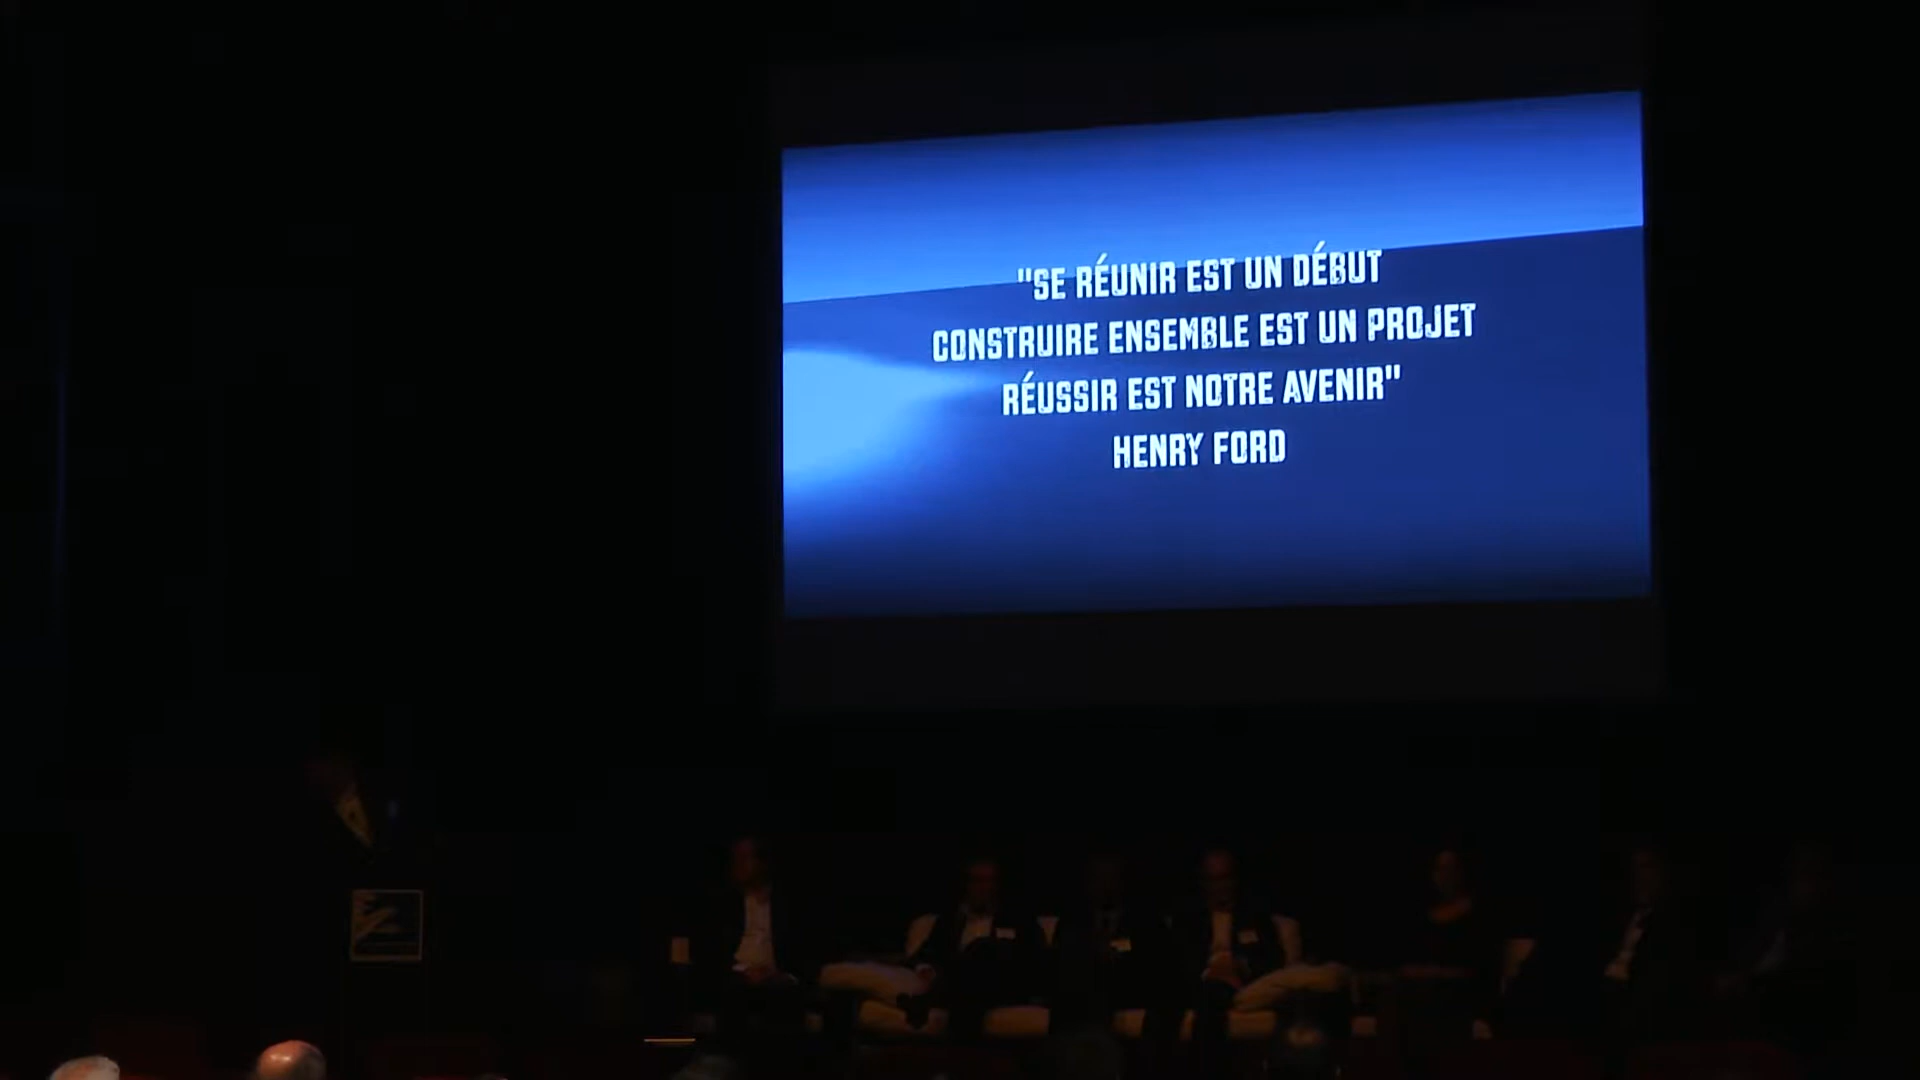 "SE RÉUNIR EST UN DÉBUT
CONSTRUIRE ENSEMBLE EST UN PROJET
RÉUSSIR EST NOTRE AVENIR"
HENRY FORD